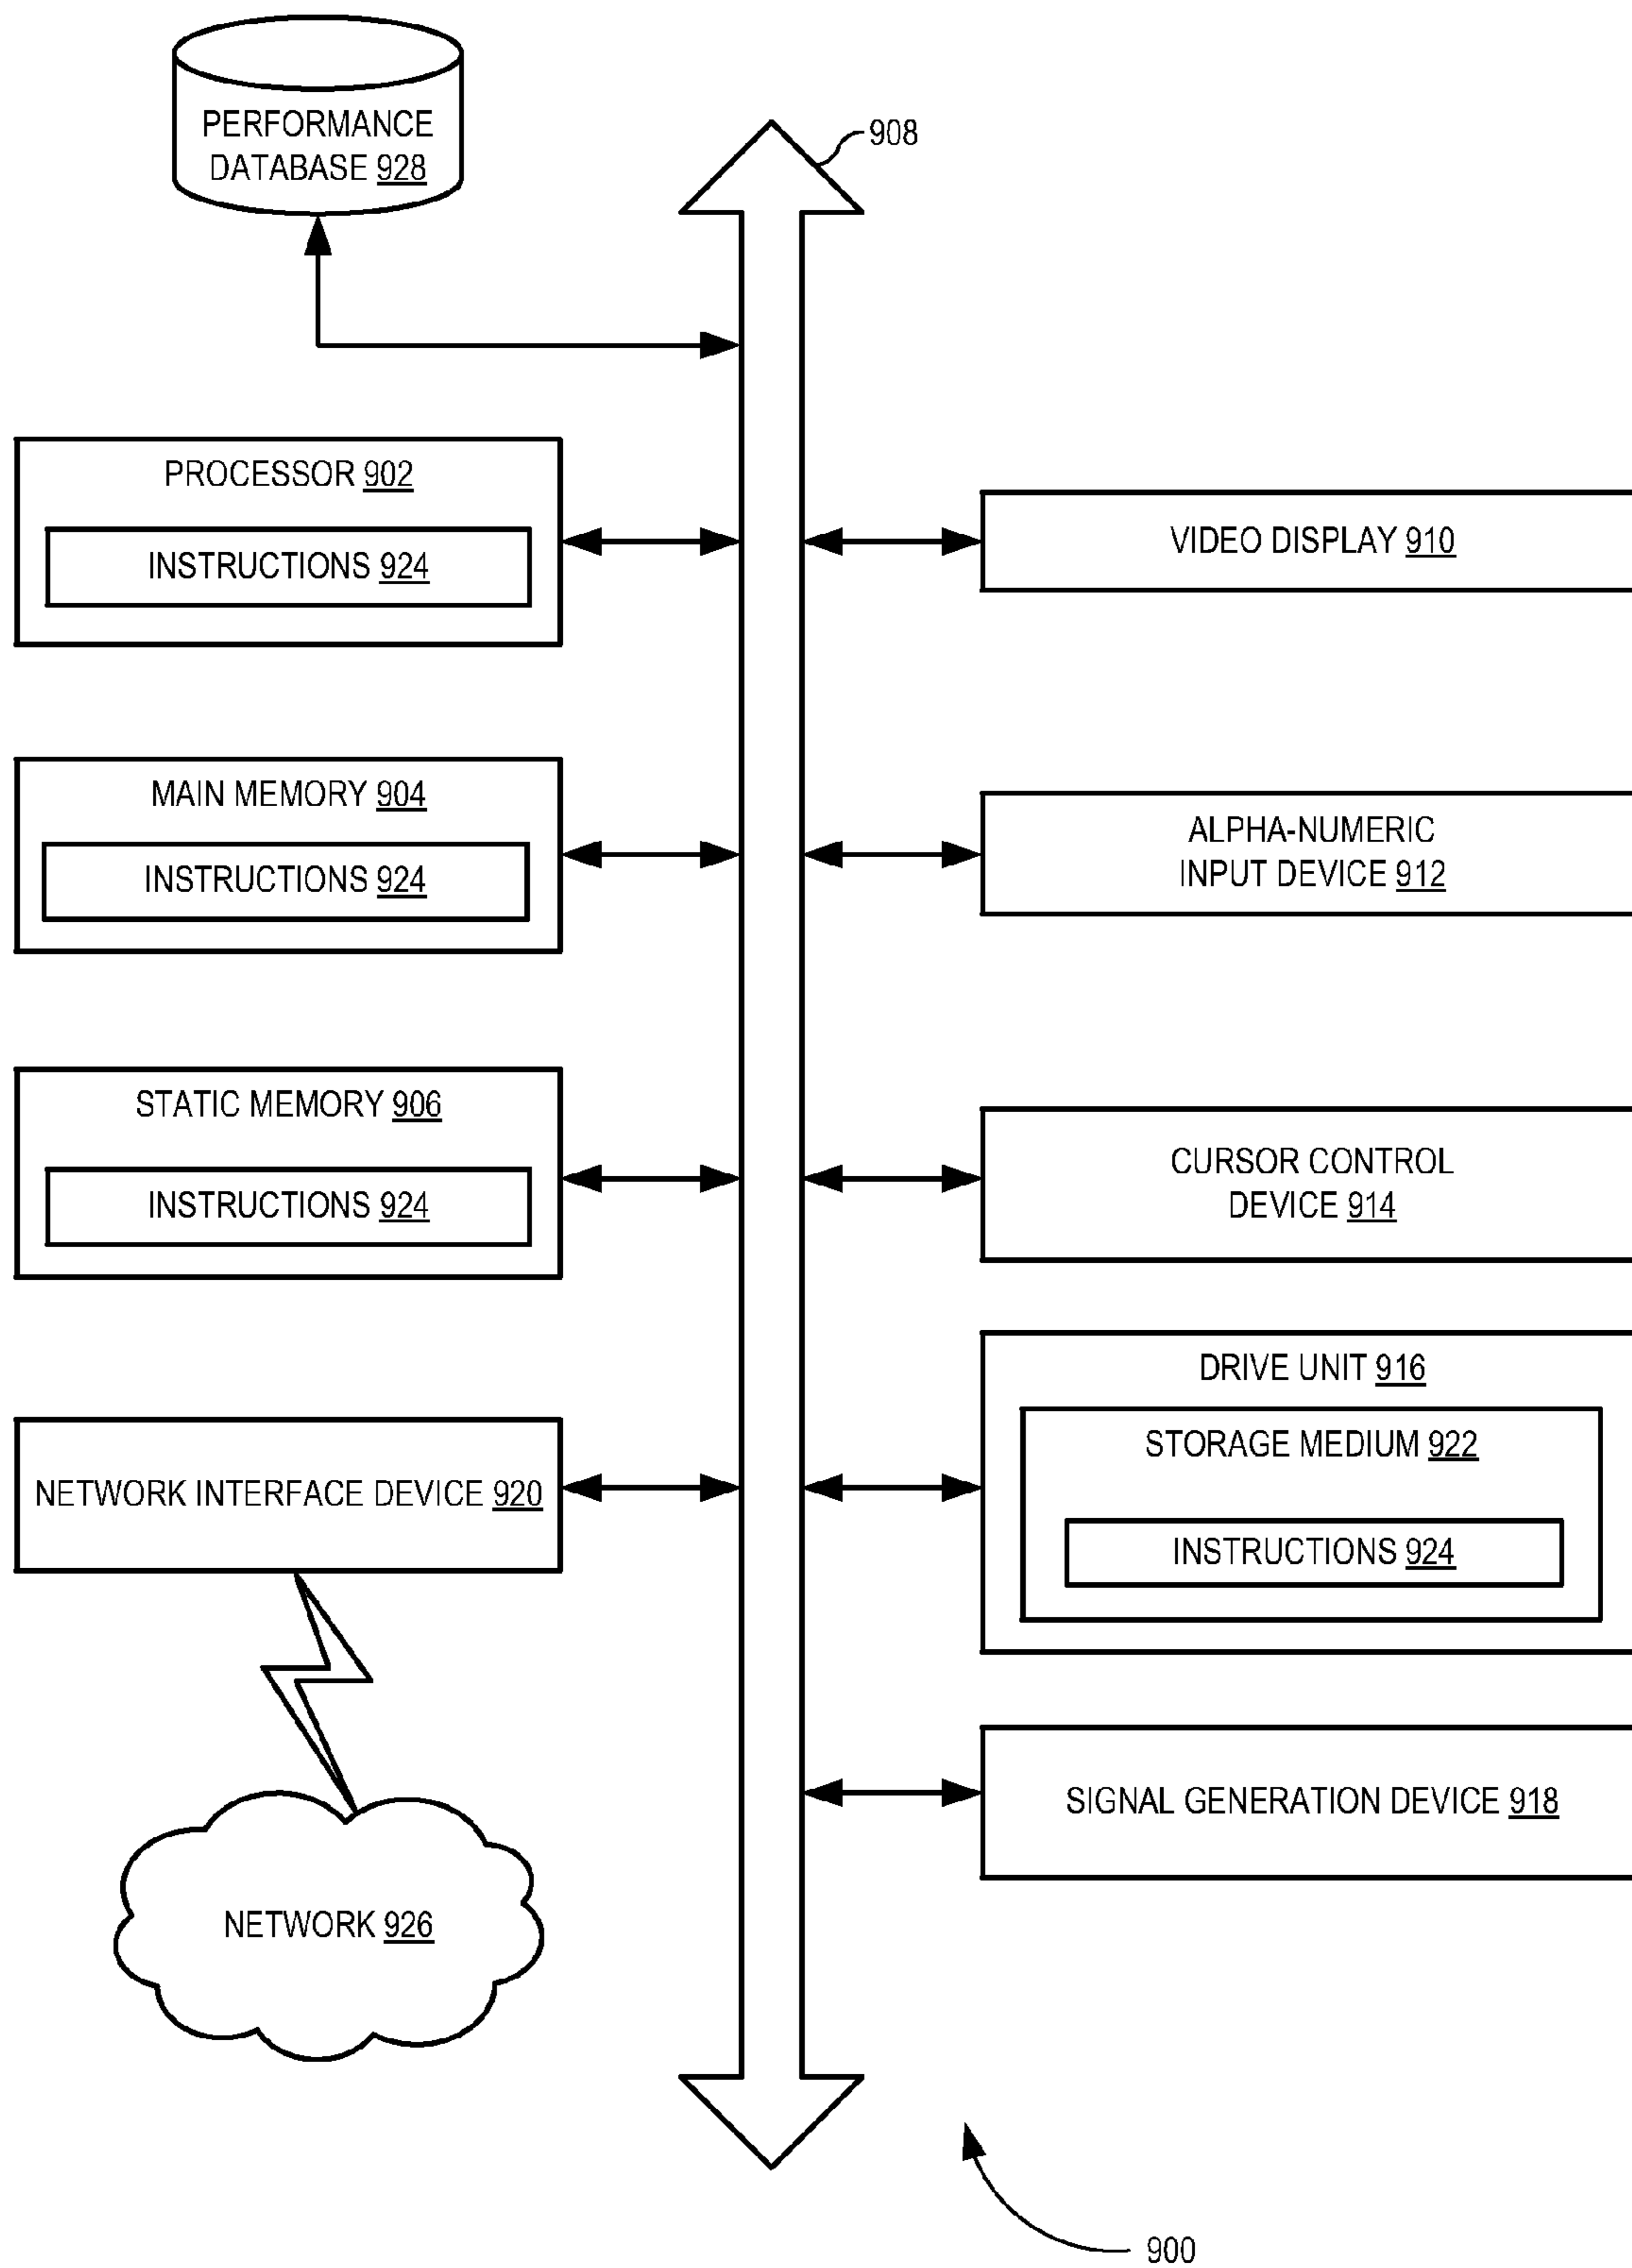 PERFORMANCE
DATABASE 928
908
PROCESSOR 902
INSTRUCTIONS 924
MAIN MEMORY 904
INSTRUCTIONS 924
STATIC MEMORY 906
INSTRUCTIONS 924
NETWORK INTERFACE DEVICE 920
NETWORK 926
VIDEO DISPLAY 910
ALPHA-NUMERIC
INPUT DEVICE 912
CURSOR CONTROL
DEVICE 914
DRIVE UNIT 916
STORAGE MEDIUM 922
INSTRUCTIONS 924
SIGNAL GENERATION DEVICE 918
900